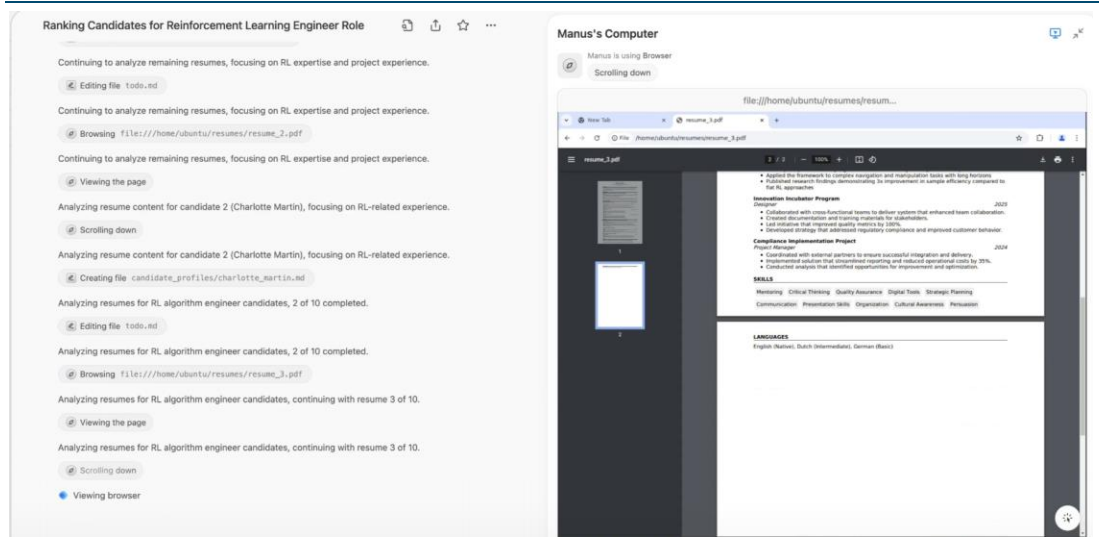 Ranking Candidates for Reinforcement Learning Engineer Role
Continuing to analyze remaining resumes, focusing on RL expertise and project experience.
Editing file todo.md
Continuing to analyze remaining resumes, focusing on RL expertise and project experience.
Browsing file:///home/ubuntu/resumes/resume_2.pdf
Continuing to analyze remaining resumes, focusing on RL expertise and project experience.
Viewing the page
Analyzing resume content for candidate 2 (Charlotte Martin), focusing on RL-related experience.
Scrolling down
Analyzing resume content for candidate 2 (Charlotte Martin), focusing on RL-related experience.
Creating file candidate_profiles/charlotte_martin.md
Analyzing resumes for RL algorithm engineer candidates, 2 of 10 completed.
Editing file todo.md
Analyzing resumes for RL algorithm engineer candidates, 2 of 10 completed.
Browsing file:///home/ubuntu/resumes/resume_3.pdf
Analyzing resumes for RL algorithm engineer candidates, continuing with resume 3 of 10.
Viewing the page
Analyzing resumes for RL algorithm engineer candidates, continuing with resume 3 of 10.
Scrolling down
Viewing browser
Manus's Computer
Manus is using Browser
Scrolling down
file:///home/ubuntu/resumes/resum...
New Tab
resume_3.pdf
File /home/ubuntu/resumes/resume_3.pdf
resume_3.pdf
2 / 2
100%
1
2
• Applied the framework to complex navigation and manipulation tasks with long horizons
• Published research findings demonstrating 3x improvement in sample efficiency compared to
flat RL approaches
Innovation Incubator Program
Designer 2025
• Collaborated with cross-functional teams to deliver system that enhanced team collaboration.
• Created documentation and training materials for stakeholders.
• Led initiative that improved quality metrics by 100%.
• Developed strategy that addressed regulatory compliance and improved customer behavior.
Compliance Implementation Project
Project Manager 2024
• Coordinated with external partners to ensure successful integration and delivery.
• Implemented solution that streamlined reporting and reduced operational costs by 35%.
• Conducted analysis that identified opportunities for improvement and optimization.
SKILLS
Mentoring Critical Thinking Quality Assurance Digital Tools Strategic Planning
Communication Presentation Skills Organization Cultural Awareness Persuasion
LANGUAGES
English (Native), Dutch (Intermediate), German (Basic)